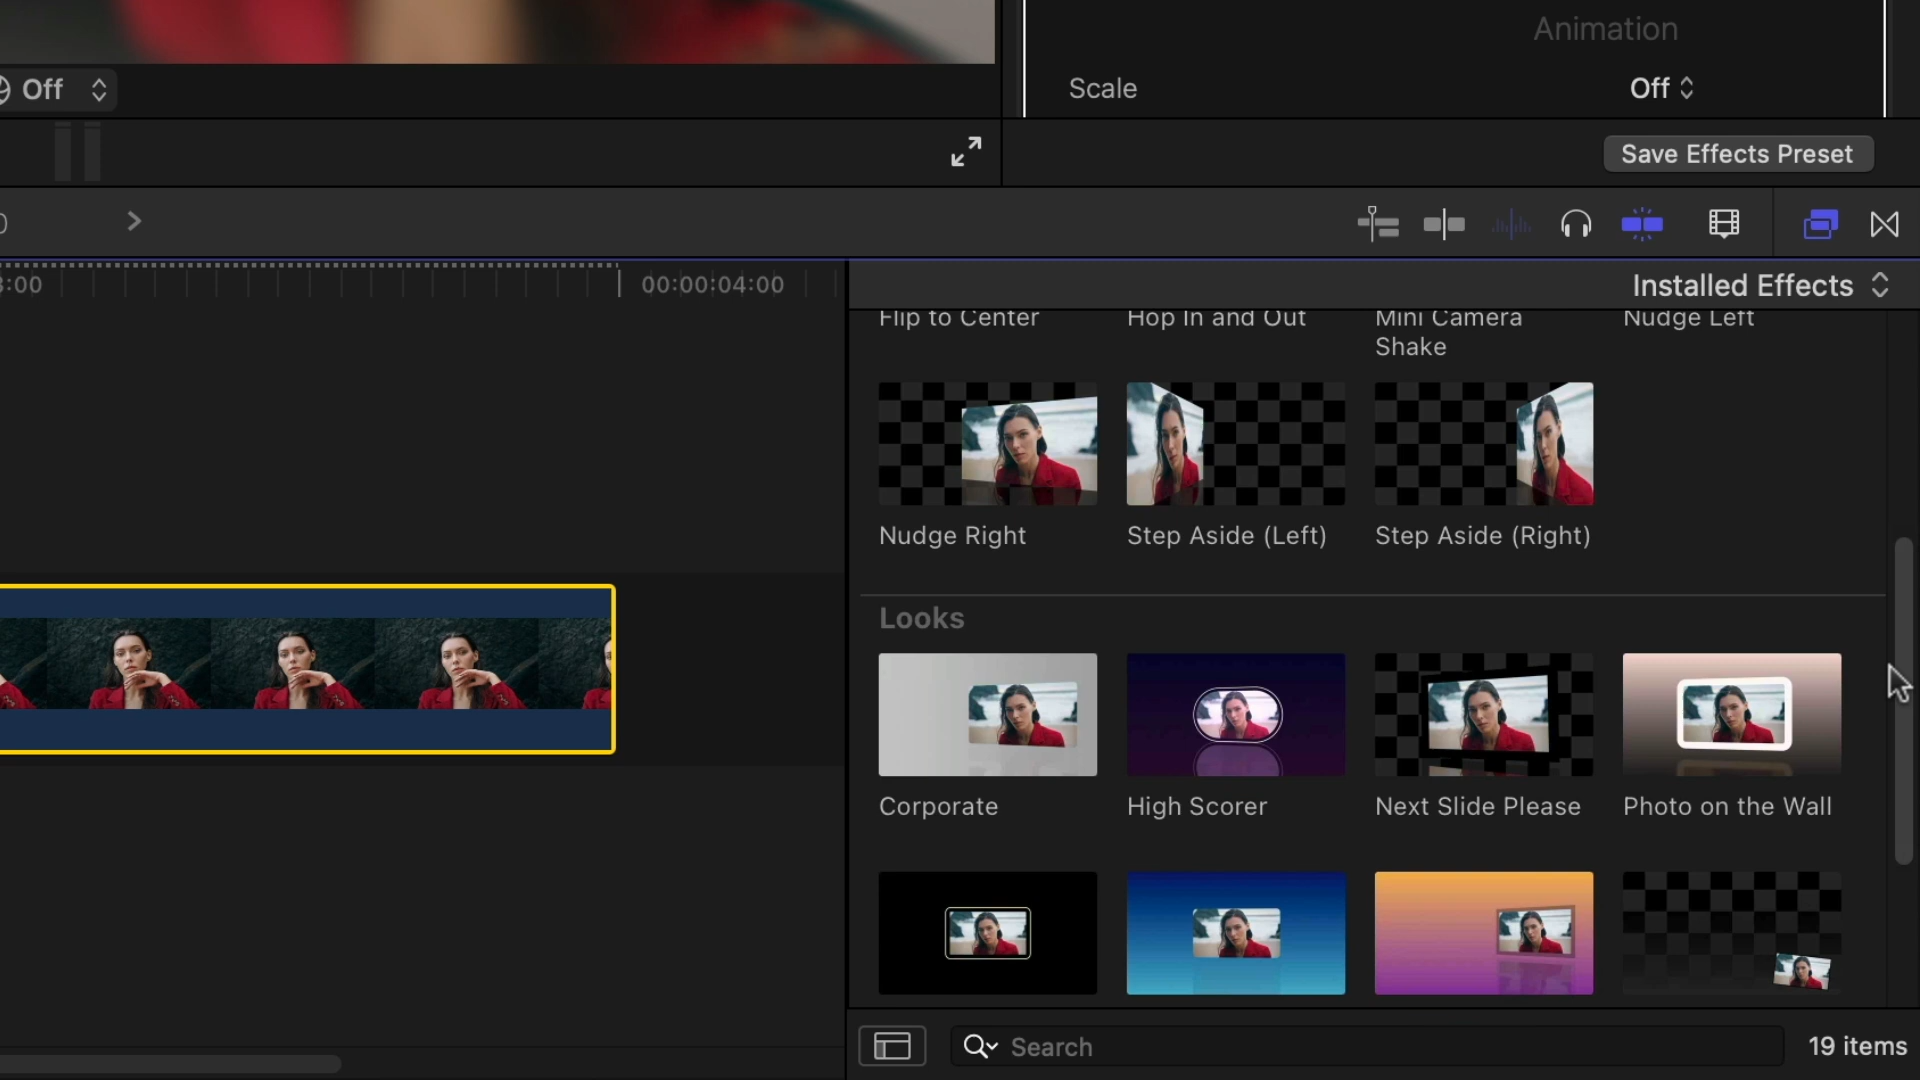 Animation
Off
Scale
Off
Save Effects Preset
3:00
00:00:04:00
Installed Effects
Flip to Center
Hop In and Out
Mini Camera
Shake
Nudge Left
Nudge Right
Step Aside (Left)
Step Aside (Right)
Looks
Corporate
High Scorer
Next Slide Please
Photo on the Wall
Search
19 items